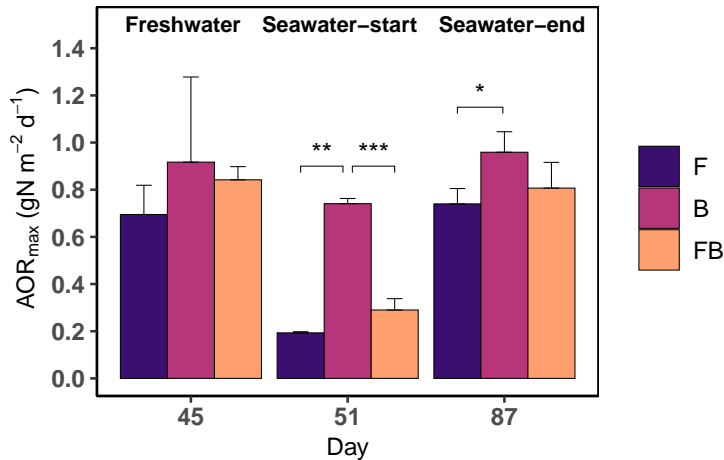 Freshwater Seawater−start Seawater−end
AORmax (gN m−2 d−1)
1.4
1.2
1.0
0.8
0.6
0.4
0.2
0.0
** ***
*
45 51 87
Day
F
B
FB